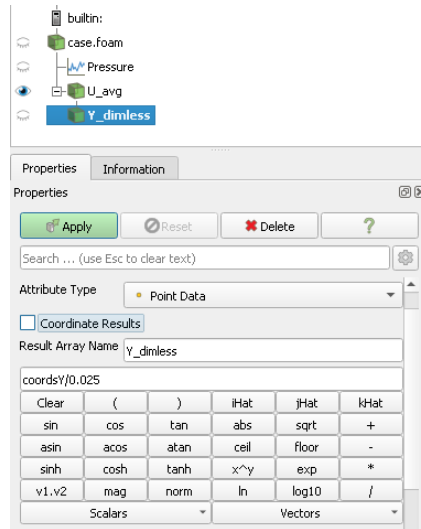 builtin:
case.foam
Pressure
U_avg
Y_dimless
Properties Information
Properties
Apply Reset Delete ?
Search ... (use Esc to clear text)
Attribute Type Point Data
Coordinate Results
Result Array Name Y_dimless
coordsY/0.025
Clear ( ) iHat jHat kHat
sin cos tan abs sqrt +
asin acos atan ceil floor -
sinh cosh tanh x^y exp *
v1.v2 mag norm ln log10 /
Scalars Vectors